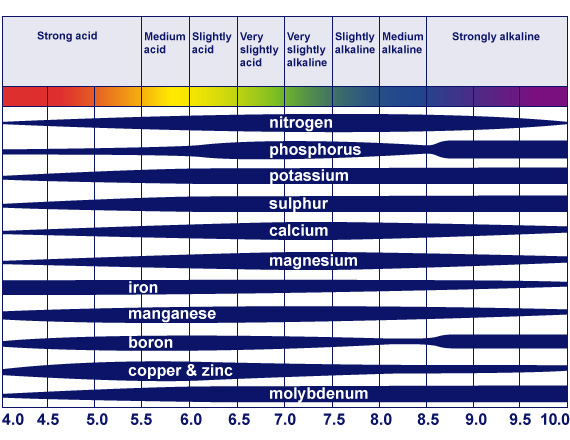 Strong acid
Medium
acid
Slightly
acid
Very
slightly
acid
Very
slightly
alkaline
Slightly
alkaline
Medium
alkaline
Strongly alkaline
nitrogen
phosphorus
potassium
sulphur
calcium
magnesium
iron
manganese
boron
copper & zinc
molybdenum
4.0 4.5 5.0 5.5 6.0 6.5 7.0 7.5 8.0 8.5 9.0 9.5 10.0